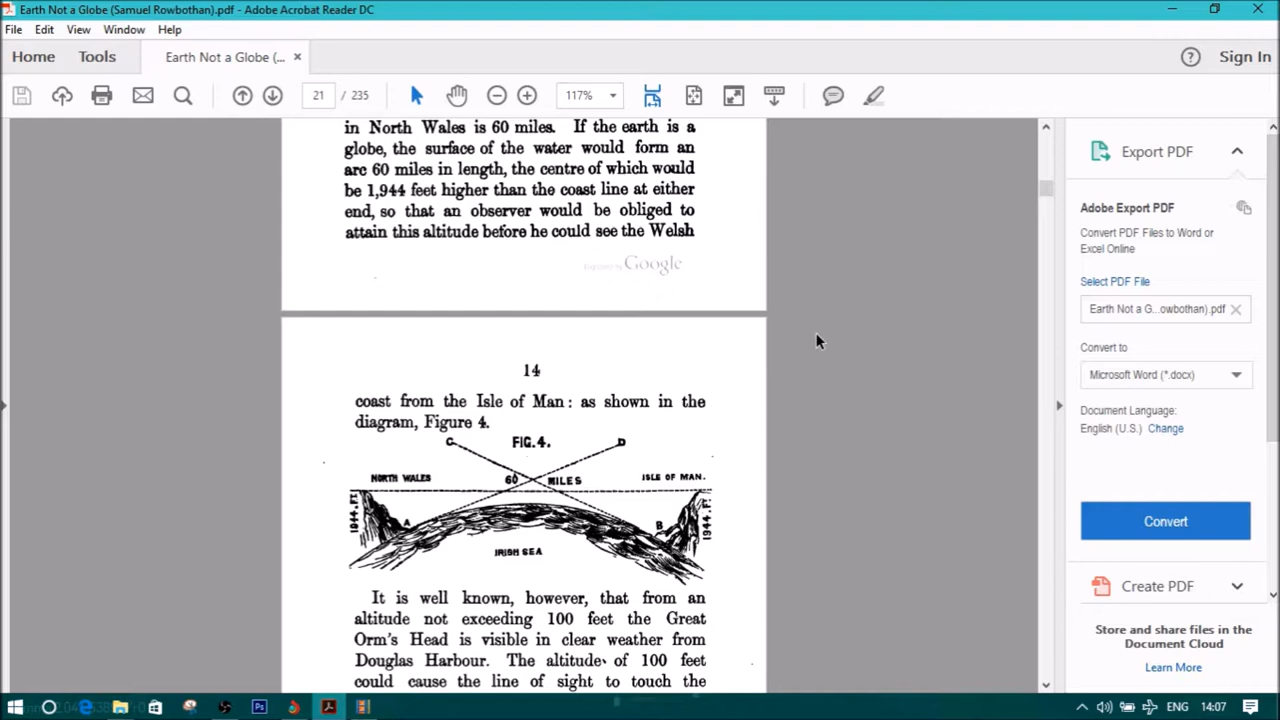 Earth Not a Globe (Samuel Rowbothan).pdf - Adobe Acrobat Reader DC
File Edit View Window Help
Home Tools Earth Not a Globe (... × Sign In
21 / 235 117%
in North Wales is 60 miles. If the earth is a
globe, the surface of the water would form an
arc 60 miles in length, the centre of which would
be 1,944 feet higher than the coast line at either
end, so that an observer would be obliged to
attain this altitude before he could see the Welsh
Digitized by Google
14
coast from the Isle of Man: as shown in the
diagram, Figure 4.
C FIG. 4. D
NORTH WALES 60 MILES ISLE OF MAN.
1944.FT. A B 1944.FT.
IRISH SEA
It is well known, however, that from an
altitude not exceeding 100 feet the Great
Orm's Head is visible in clear weather from
Douglas Harbour. The altitude of 100 feet
could cause the line of sight to touch the
Export PDF
Adobe Export PDF
Convert PDF Files to Word or
Excel Online
Select PDF File
Earth Not a G...owbothan).pdf
Convert to
Microsoft Word (*.docx)
Document Language:
English (U.S.) Change
Convert
Create PDF
Store and share files in the
Document Cloud
Learn More
ENG 14:07